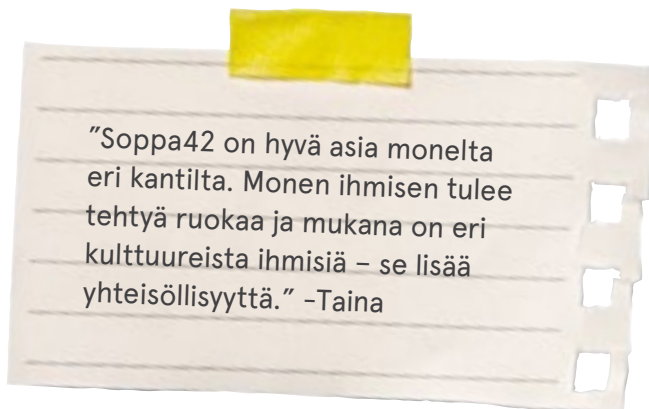 ”Soppa42 on hyvä asia monelta
eri kantilta. Monen ihmisen tulee
tehtyä ruokaa ja mukana on eri
kulttuureista ihmisiä – se lisää
yhteisöllisyyttä.” -Taina